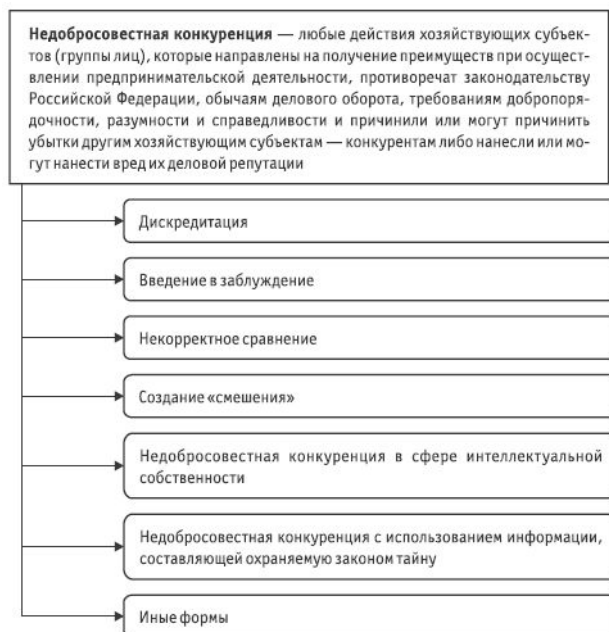 Недобросовестная конкуренция — любые действия хозяйствующих субъек-
тов (группы лиц), которые направлены на получение преимуществ при осущест-
влении предпринимательской деятельности, противоречат законодательству
Российской Федерации, обычаям делового оборота, требованиям добропоря-
дочности, разумности и справедливости и причинили или могут причинить
убытки другим хозяйствующим субъектам — конкурентам либо нанесли или мо-
гут нанести вред их деловой репутации
Дискредитация
Введение в заблуждение
Некорректное сравнение
Создание «смешения»
Недобросовестная конкуренция в сфере интеллектуальной
собственности
Недобросовестная конкуренция с использованием информации,
составляющей охраняемую законом тайну
Иные формы